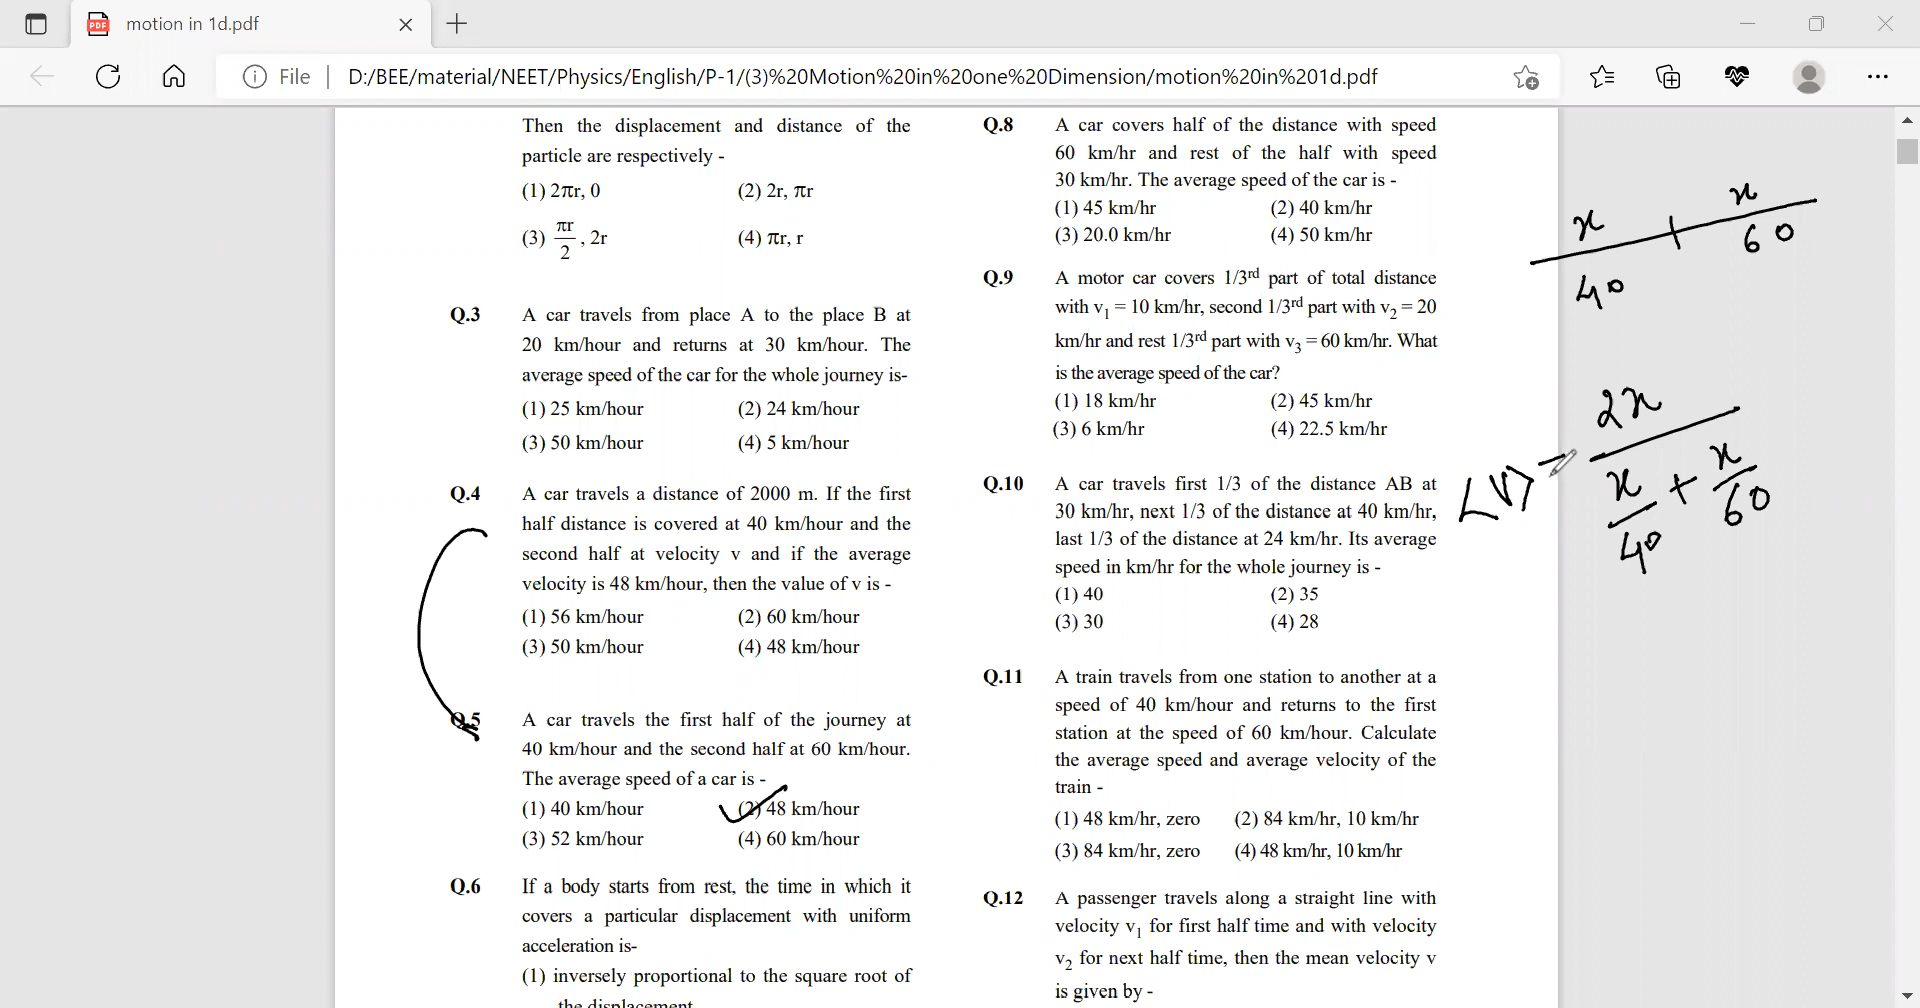 motion in 1d.pdf
File | D:/BEE/material/NEET/Physics/English/P-1/(3)%20Motion%20in%20one%20Dimension/motion%20in%201d.pdf
Then the displacement and distance of the
particle are respectively -
(1) 2πr, 0 (2) 2r, πr
(3) πr/2, 2r (4) πr, r
Q.3 A car travels from place A to the place B at
20 km/hour and returns at 30 km/hour. The
average speed of the car for the whole journey is-
(1) 25 km/hour (2) 24 km/hour
(3) 50 km/hour (4) 5 km/hour
Q.4 A car travels a distance of 2000 m. If the first
half distance is covered at 40 km/hour and the
second half at velocity v and if the average
velocity is 48 km/hour, then the value of v is -
(1) 56 km/hour (2) 60 km/hour
(3) 50 km/hour (4) 48 km/hour
Q.5 A car travels the first half of the journey at
40 km/hour and the second half at 60 km/hour.
The average speed of a car is -
(1) 40 km/hour (2) 48 km/hour
(3) 52 km/hour (4) 60 km/hour
Q.6 If a body starts from rest, the time in which it
covers a particular displacement with uniform
acceleration is-
(1) inversely proportional to the square root of
the displacement
Q.8 A car covers half of the distance with speed
60 km/hr and rest of the half with speed
30 km/hr. The average speed of the car is -
(1) 45 km/hr (2) 40 km/hr
(3) 20.0 km/hr (4) 50 km/hr
Q.9 A motor car covers 1/3rd part of total distance
with v1 = 10 km/hr, second 1/3rd part with v2 = 20
km/hr and rest 1/3rd part with v3 = 60 km/hr. What
is the average speed of the car?
(1) 18 km/hr (2) 45 km/hr
(3) 6 km/hr (4) 22.5 km/hr
Q.10 A car travels first 1/3 of the distance AB at
30 km/hr, next 1/3 of the distance at 40 km/hr,
last 1/3 of the distance at 24 km/hr. Its average
speed in km/hr for the whole journey is -
(1) 40 (2) 35
(3) 30 (4) 28
Q.11 A train travels from one station to another at a
speed of 40 km/hour and returns to the first
station at the speed of 60 km/hour. Calculate
the average speed and average velocity of the
train -
(1) 48 km/hr, zero (2) 84 km/hr, 10 km/hr
(3) 84 km/hr, zero (4) 48 km/hr, 10 km/hr
Q.12 A passenger travels along a straight line with
velocity v1 for first half time and with velocity
v2 for next half time, then the mean velocity v
is given by -
x x
40 60
2x
<v> = x + x
40 60